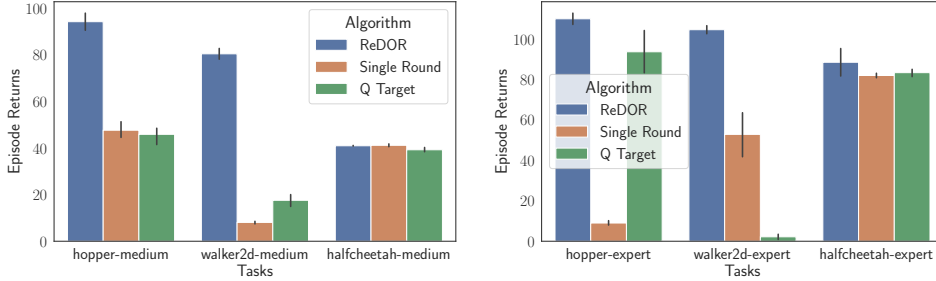 100
80
60
40
20
0
Episode Returns
Algorithm
ReDOR
Single Round
Q Target
hopper-medium walker2d-medium halfcheetah-medium
Tasks
100
80
60
40
20
0
Episode Returns
Algorithm
ReDOR
Single Round
Q Target
hopper-expert walker2d-expert halfcheetah-expert
Tasks